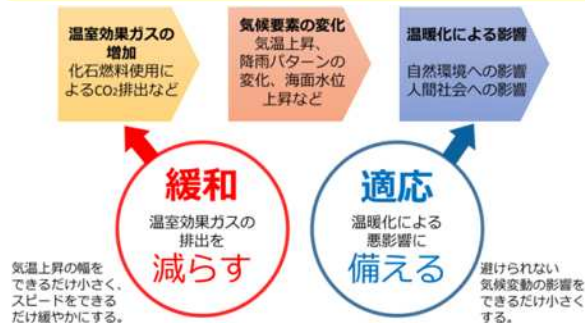 温室効果ガスの
増加
化石燃料使用に
よるCO₂排出など
気候要素の変化
気温上昇、
降雨パターンの
変化、海面水位
上昇など
温暖化による影響
自然環境への影響
人間社会への影響
緩和
温室効果ガスの
排出を
減らす
適応
温暖化による
悪影響に
備える
気温上昇の幅を
できるだけ小さく、
スピードをできる
だけ緩やかにする。
避けられない
気候変動の影響を
できるだけ小さく
する。